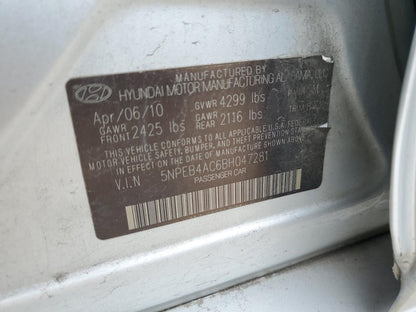 HYUNDAI MOTOR MANUFACTURING ALABAMA, LLC
Apr/06/10 GVWR 4299 lbs
GAWR FRONT 2425 lbs GAWR REAR 2116 lbs
THIS VEHICLE CONFORMS TO ALL APPLICABLE U.S.A. FEDERAL
MOTOR VEHICLE SAFETY, BUMPER, AND THEFT PREVENTION STANDARDS
IN EFFECT ON THE DATE OF MANUFACTURE SHOWN ABOVE.
V.I.N 5NPEB4AC6BH047281
PASSENGER CAR